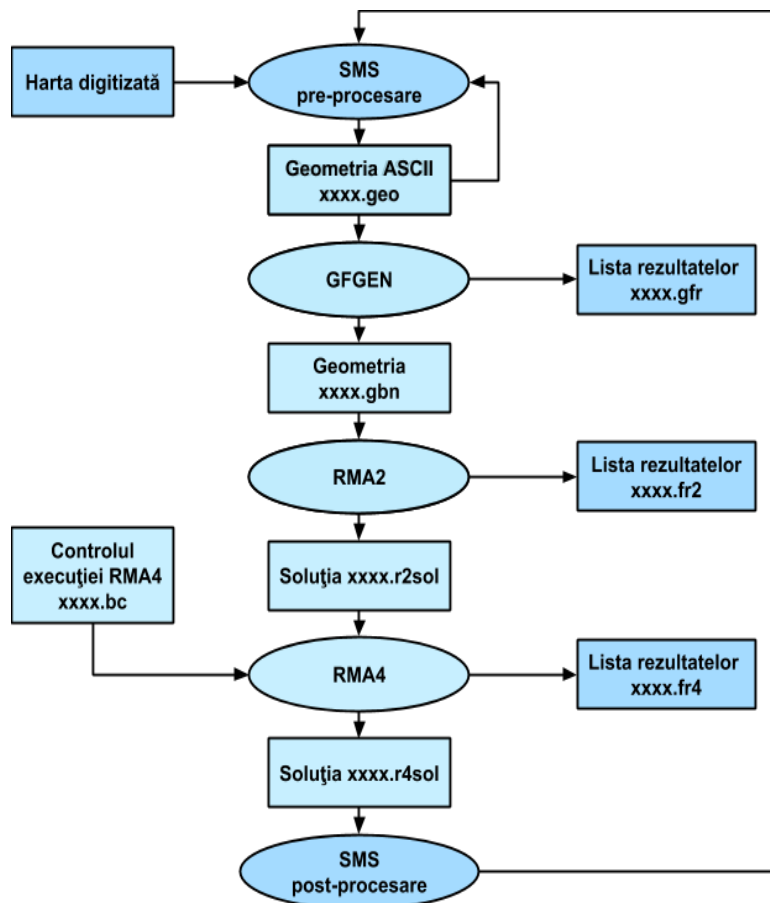 SMS
pre-procesare
Harta digitizată
Geometria ASCII
xxxx.geo
GFGEN
Lista rezultatelor
xxxx.gfr
Geometria
xxxx.gbn
RMA2
Lista rezultatelor
xxxx.fr2
Controlul
execuţiei RMA4
xxxx.bc
Soluţia xxxx.r2sol
RMA4
Lista rezultatelor
xxxx.fr4
Soluţia xxxx.r4sol
SMS
post-procesare